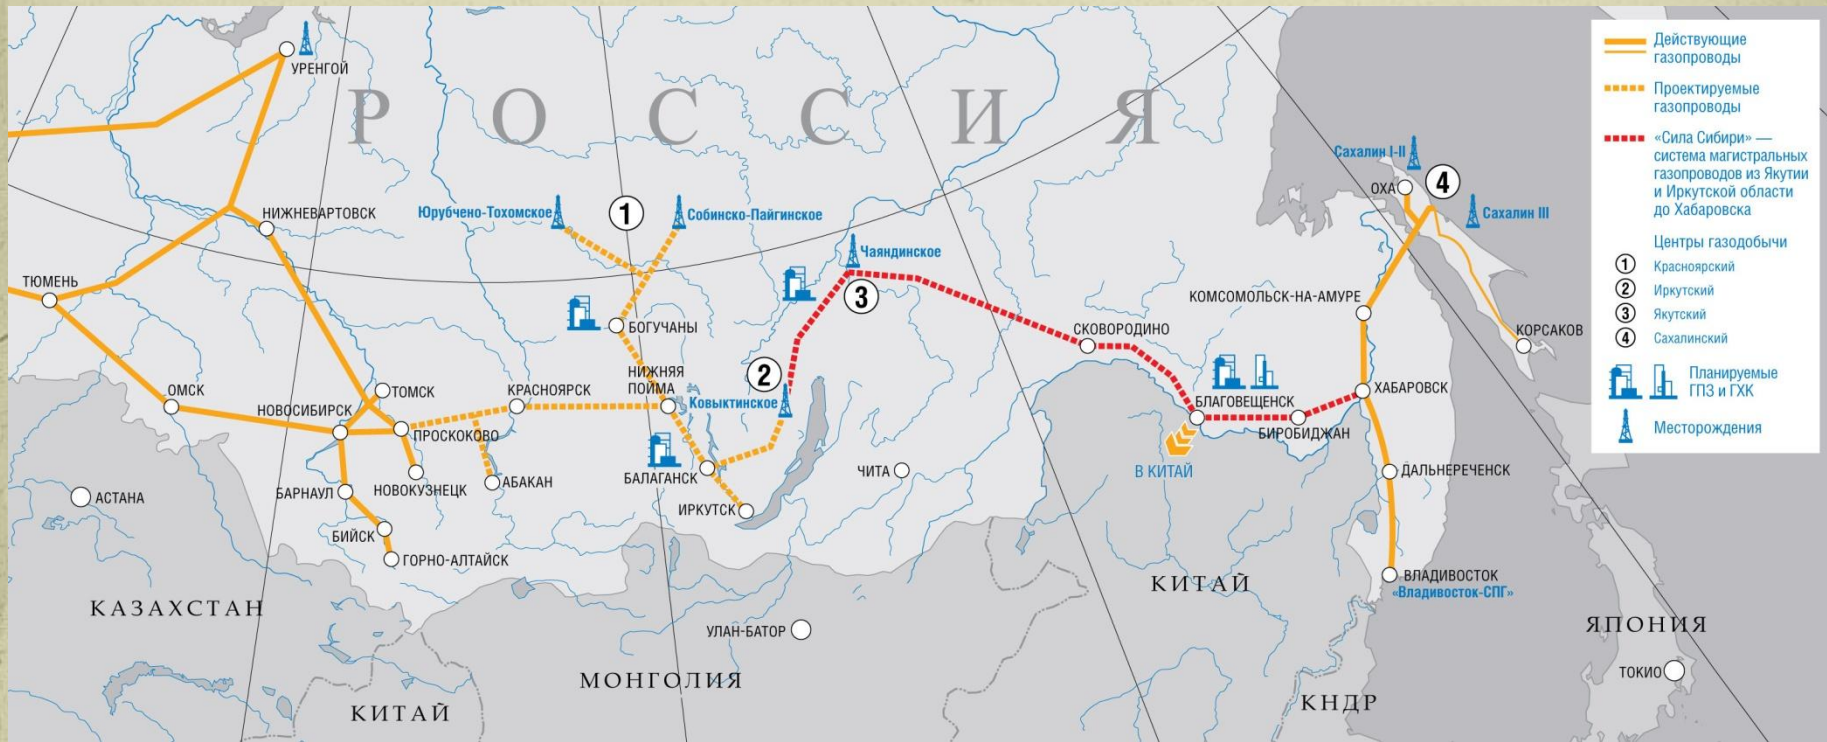 УРЕНГОЙ
РОССИЯ
НИЖНЕВАРТОВСК
ТЮМЕНЬ
ОМСК
НОВОСИБИРСК
ТОМСК
ПРОСКОКОВО
БАРНАУЛ
НОВОКУЗНЕЦК
БИЙСК
ГОРНО-АЛТАЙСК
АСТАНА
КАЗАХСТАН
КИТАЙ
АБАКАН
КРАСНОЯРСК
Юрубчено-Тохомское
1
Собинско-Пайгинское
БОГУЧАНЫ
НИЖНЯЯ
ПОЙМА
2
Ковыктинское
БАЛАГАНСК
ИРКУТСК
Чаяндинское
3
ЧИТА
УЛАН-БАТОР
МОНГОЛИЯ
СКОВОРОДИНО
БЛАГОВЕЩЕНСК
БИРОБИДЖАН
В КИТАЙ
КИТАЙ
Сахалин I-II
ОХА
4
Сахалин III
КОМСОМОЛЬСК-НА-АМУРЕ
КОРСАКОВ
ХАБАРОВСК
ДАЛЬНЕРЕЧЕНСК
ВЛАДИВОСТОК
«Владивосток-СПГ»
КНДР
ЯПОНИЯ
ТОКИО
Действующие
газопроводы
Проектируемые
газопроводы
«Сила Сибири» —
система магистральных
газопроводов из Якутии
и Иркутской области
до Хабаровска
Центры газодобычи
1 Красноярский
2 Иркутский
3 Якутский
4 Сахалинский
Планируемые
ГПЗ и ГХК
Месторождения